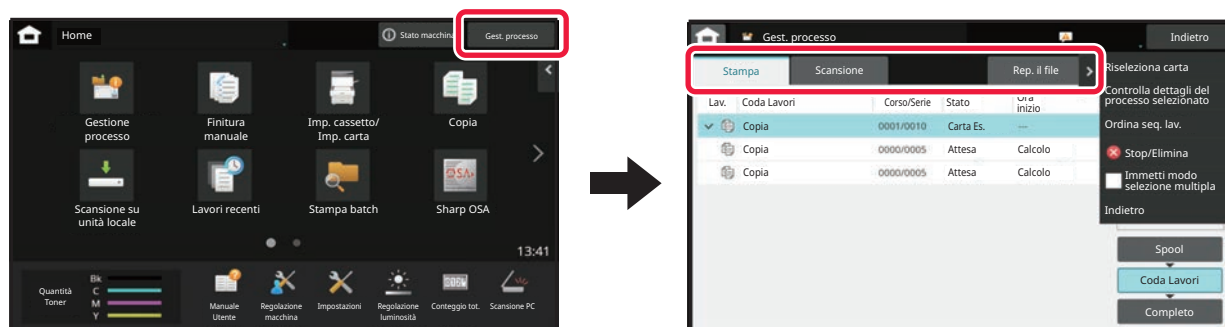 Home
Stato macchina
Gest. processo
Gestione
processo
Finitura
manuale
Imp. cassetto/
Imp. carta
Copia
Scansione su
unità locale
Lavori recenti
Stampa batch
OSA
Sharp OSA
13:41
Quantità
Toner
Bk
C
M
Y
Manuale
Utente
Regolazione
macchina
Impostazioni
Regolazione
luminosità
Conteggio tot.
Scansione PC
Gest. processo
Indietro
Stampa
Scansione
Rep. il file
Lav.
Coda Lavori
Corso/Serie
Stato
Ora
inizio
Copia
0001/0010
Carta Es.
---
Copia
0000/0005
Attesa
Calcolo
Copia
0000/0005
Attesa
Calcolo
Riseleziona carta
Controlla dettagli del
processo selezionato
Ordina seq. lav.
Stop/Elimina
Immetti modo
selezione multipla
Indietro
Spool
Coda Lavori
Completo